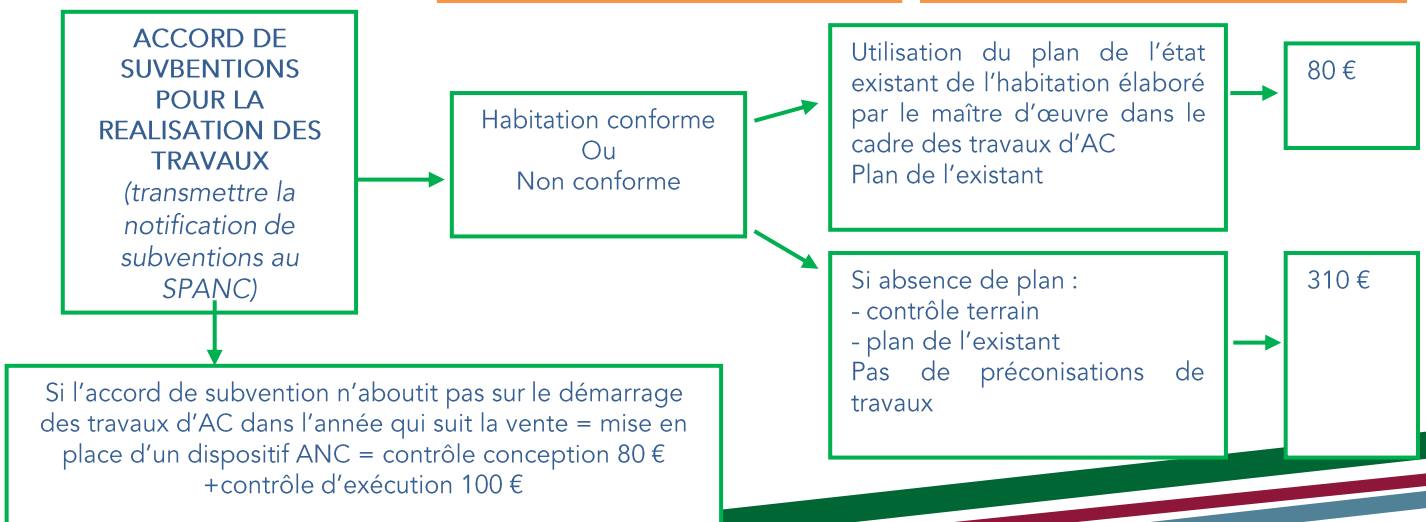 ACCORD DE
SUVBENTIONS
POUR LA
REALISATION DES
TRAVAUX
(transmettre la
notification de
subventions au
SPANC)
Habitation conforme
Ou
Non conforme
Utilisation du plan de l’état
existant de l’habitation élaboré
par le maître d’œuvre dans le
cadre des travaux d’AC
Plan de l’existant
80 €
Si absence de plan :
- contrôle terrain
- plan de l’existant
Pas de préconisations de
travaux
310 €
Si l’accord de subvention n’aboutit pas sur le démarrage
des travaux d’AC dans l’année qui suit la vente = mise en
place d’un dispositif ANC = contrôle conception 80 €
+contrôle d’exécution 100 €